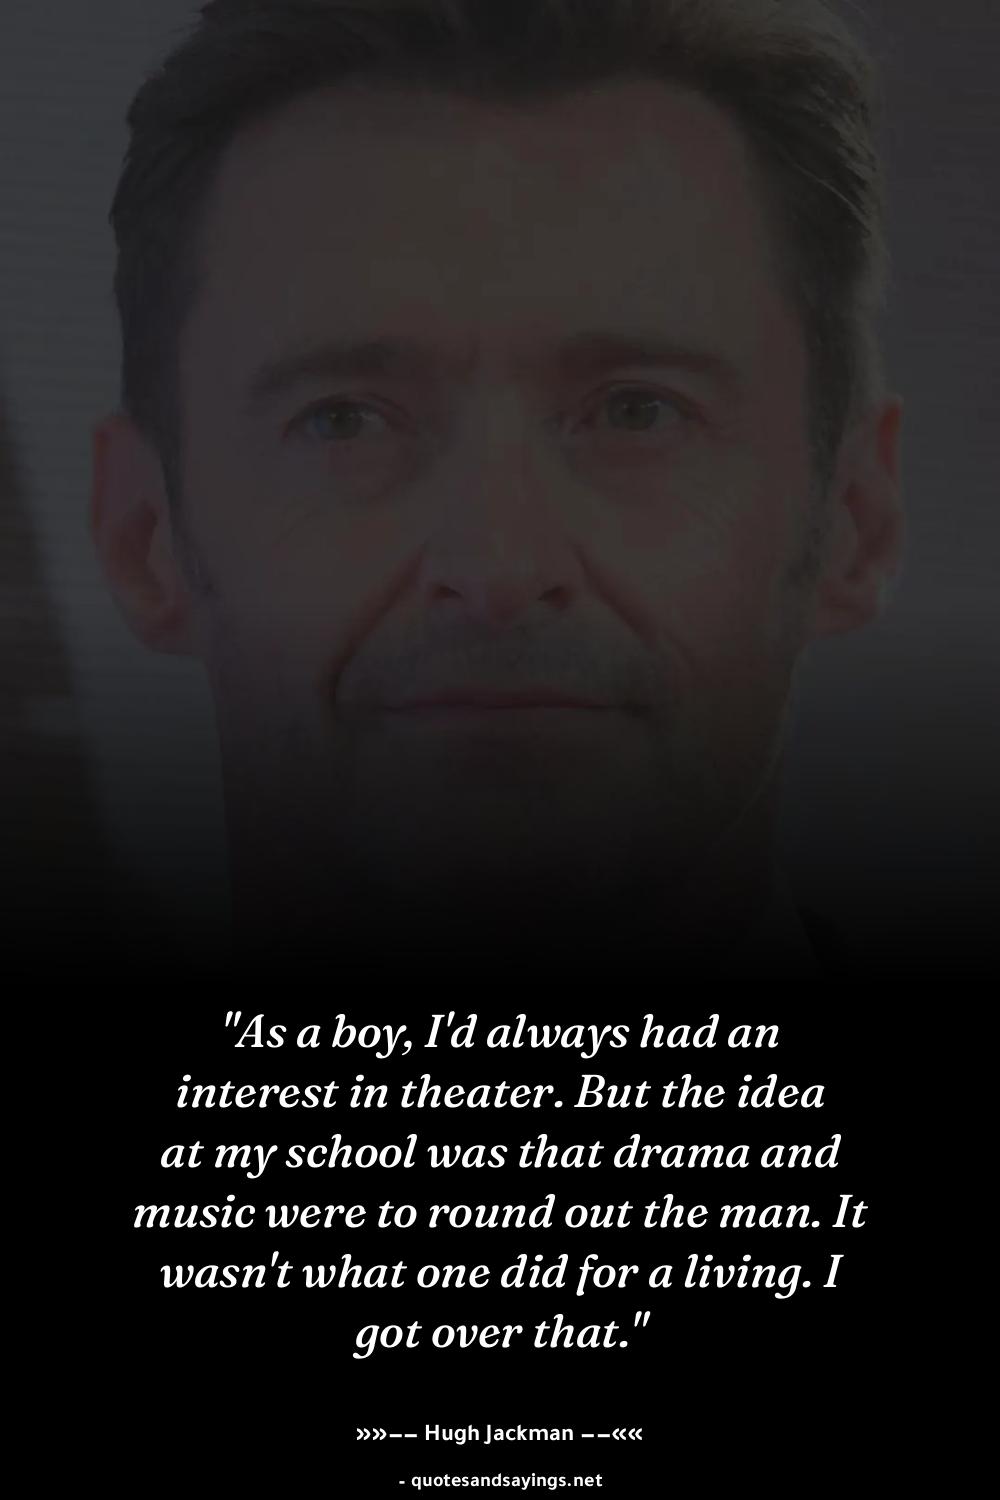 "As a boy, I'd always had an
interest in theater. But the idea
at my school was that drama and
music were to round out the man. It
wasn't what one did for a living. I
got over that."
»»−− Hugh Jackman −−««
- quotesandsayings.net